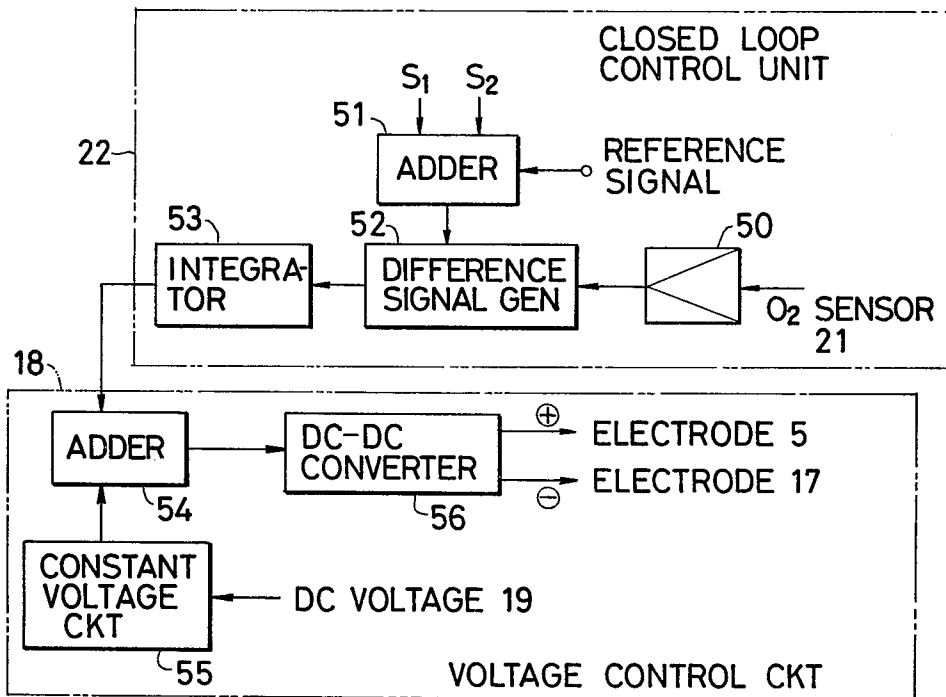 CLOSED LOOP
CONTROL UNIT
S1 S2
51
22
ADDER
REFERENCE
SIGNAL
53
52
50
INTEGRA-
TOR
DIFFERENCE
SIGNAL GEN
O2 SENSOR
21
18
ADDER
54
DC-DC
CONVERTER
56
⊕
ELECTRODE 5
⊖
ELECTRODE 17
CONSTANT
VOLTAGE
CKT
55
DC VOLTAGE 19
VOLTAGE CONTROL CKT